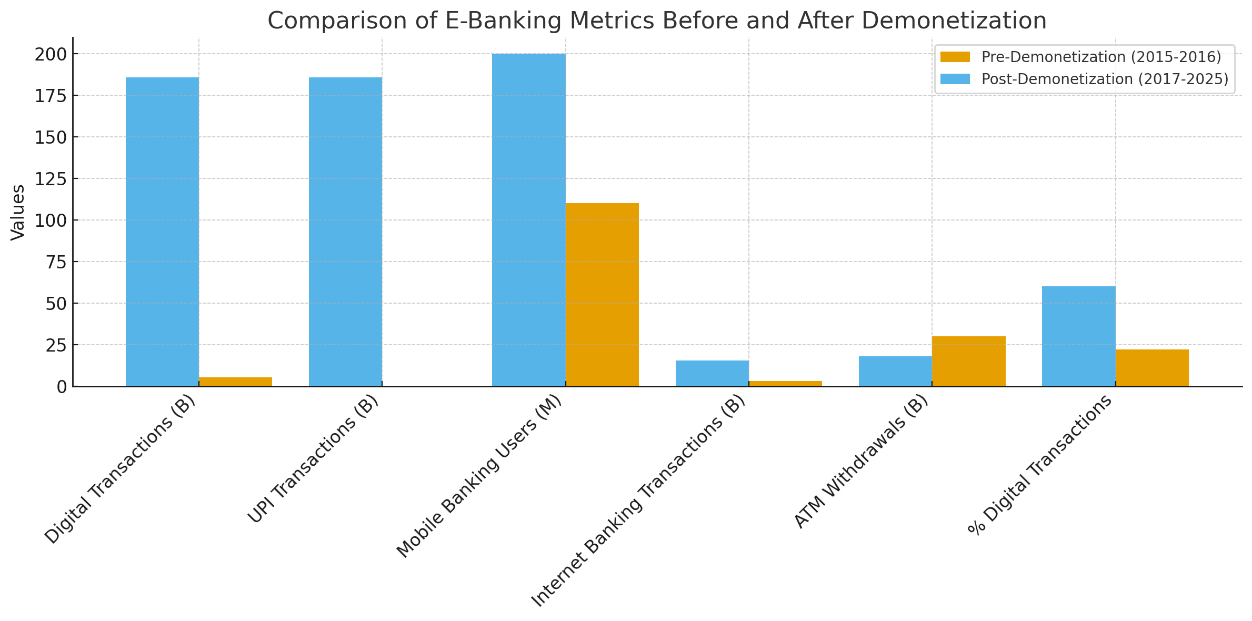 Comparison of E-Banking Metrics Before and After Demonetization
Pre-Demonetization (2015-2016)
Post-Demonetization (2017-2025)
Values
200
175
150
125
100
75
50
25
0
Digital Transactions (B)
UPI Transactions (B)
Mobile Banking Users (M)
Internet Banking Transactions (B)
ATM Withdrawals (B)
% Digital Transactions